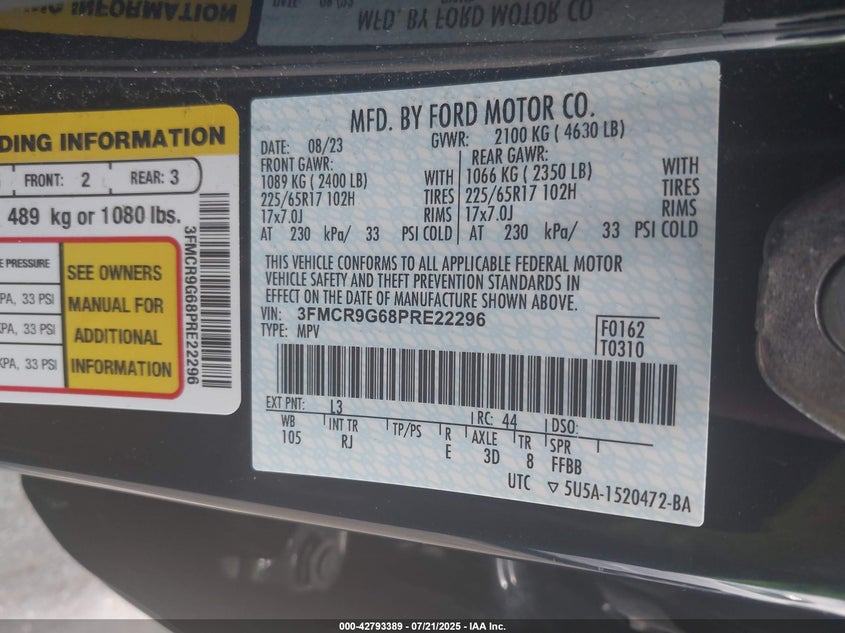 MFD. BY FORD MOTOR CO
DING INFORMATION
FRONT: 2 REAR: 3
489 kg or 1080 lbs.
E PRESSURE
PA, 33 PSI
KPA, 33 PSI
KPA, 33 PSI
SEE OWNERS
MANUAL FOR
ADDITIONAL
INFORMATION
3FMCR9G68PRE22296
MFD. BY FORD MOTOR CO.
DATE: 08/23 GVWR: 2100 KG ( 4630 LB)
FRONT GAWR: REAR GAWR:
1089 KG ( 2400 LB) WITH 1066 KG ( 2350 LB) WITH
225/65R17 102H TIRES 225/65R17 102H TIRES
17x7.0J RIMS 17x7.0J RIMS
AT 230 kPa/ 33 PSI COLD AT 230 kPa/ 33 PSI COLD
THIS VEHICLE CONFORMS TO ALL APPLICABLE FEDERAL MOTOR
VEHICLE SAFETY AND THEFT PREVENTION STANDARDS IN
EFFECT ON THE DATE OF MANUFACTURE SHOWN ABOVE.
VIN: 3FMCR9G68PRE22296
TYPE: MPV
F0162
T0310
EXT PNT: L3 RC: 44 DSO:
WB INT TR TP/PS R AXLE TR SPR
105 RJ E 3D 8 FFBB
UTC ▽ 5U5A-1520472-BA
000-42793389 - 07/21/2025 - IAA Inc.